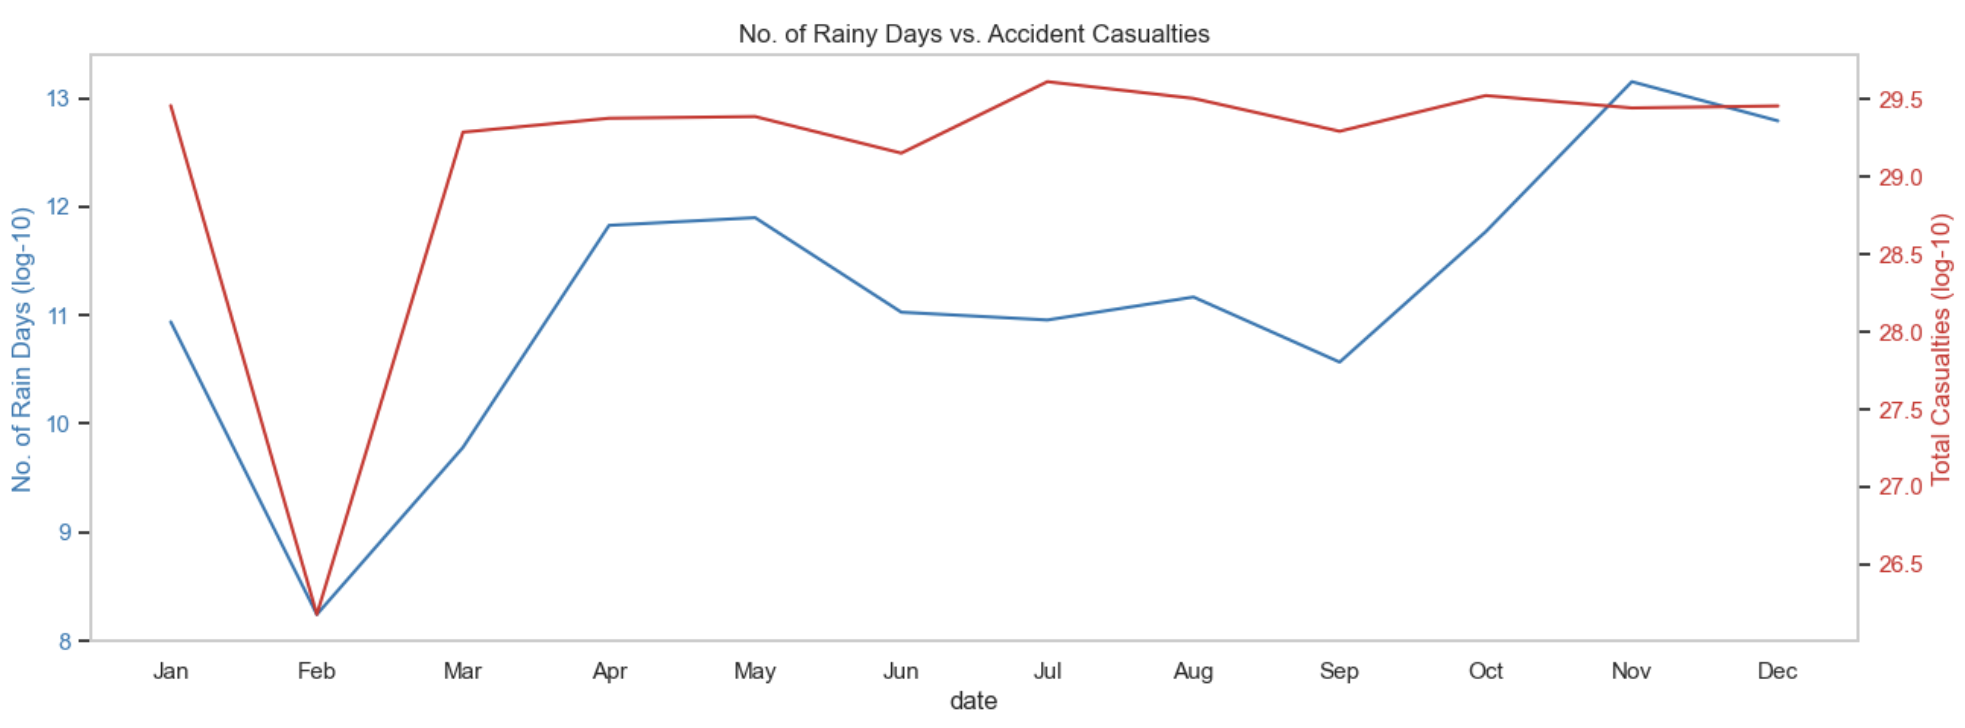 No. of Rainy Days vs. Accident Casualties
No. of Rain Days (log-10)
13
12
11
10
9
8
29.5
29.0
28.5
28.0
27.5
27.0
26.5
Total Casualties (log-10)
Jan Feb Mar Apr May Jun Jul Aug Sep Oct Nov Dec
date